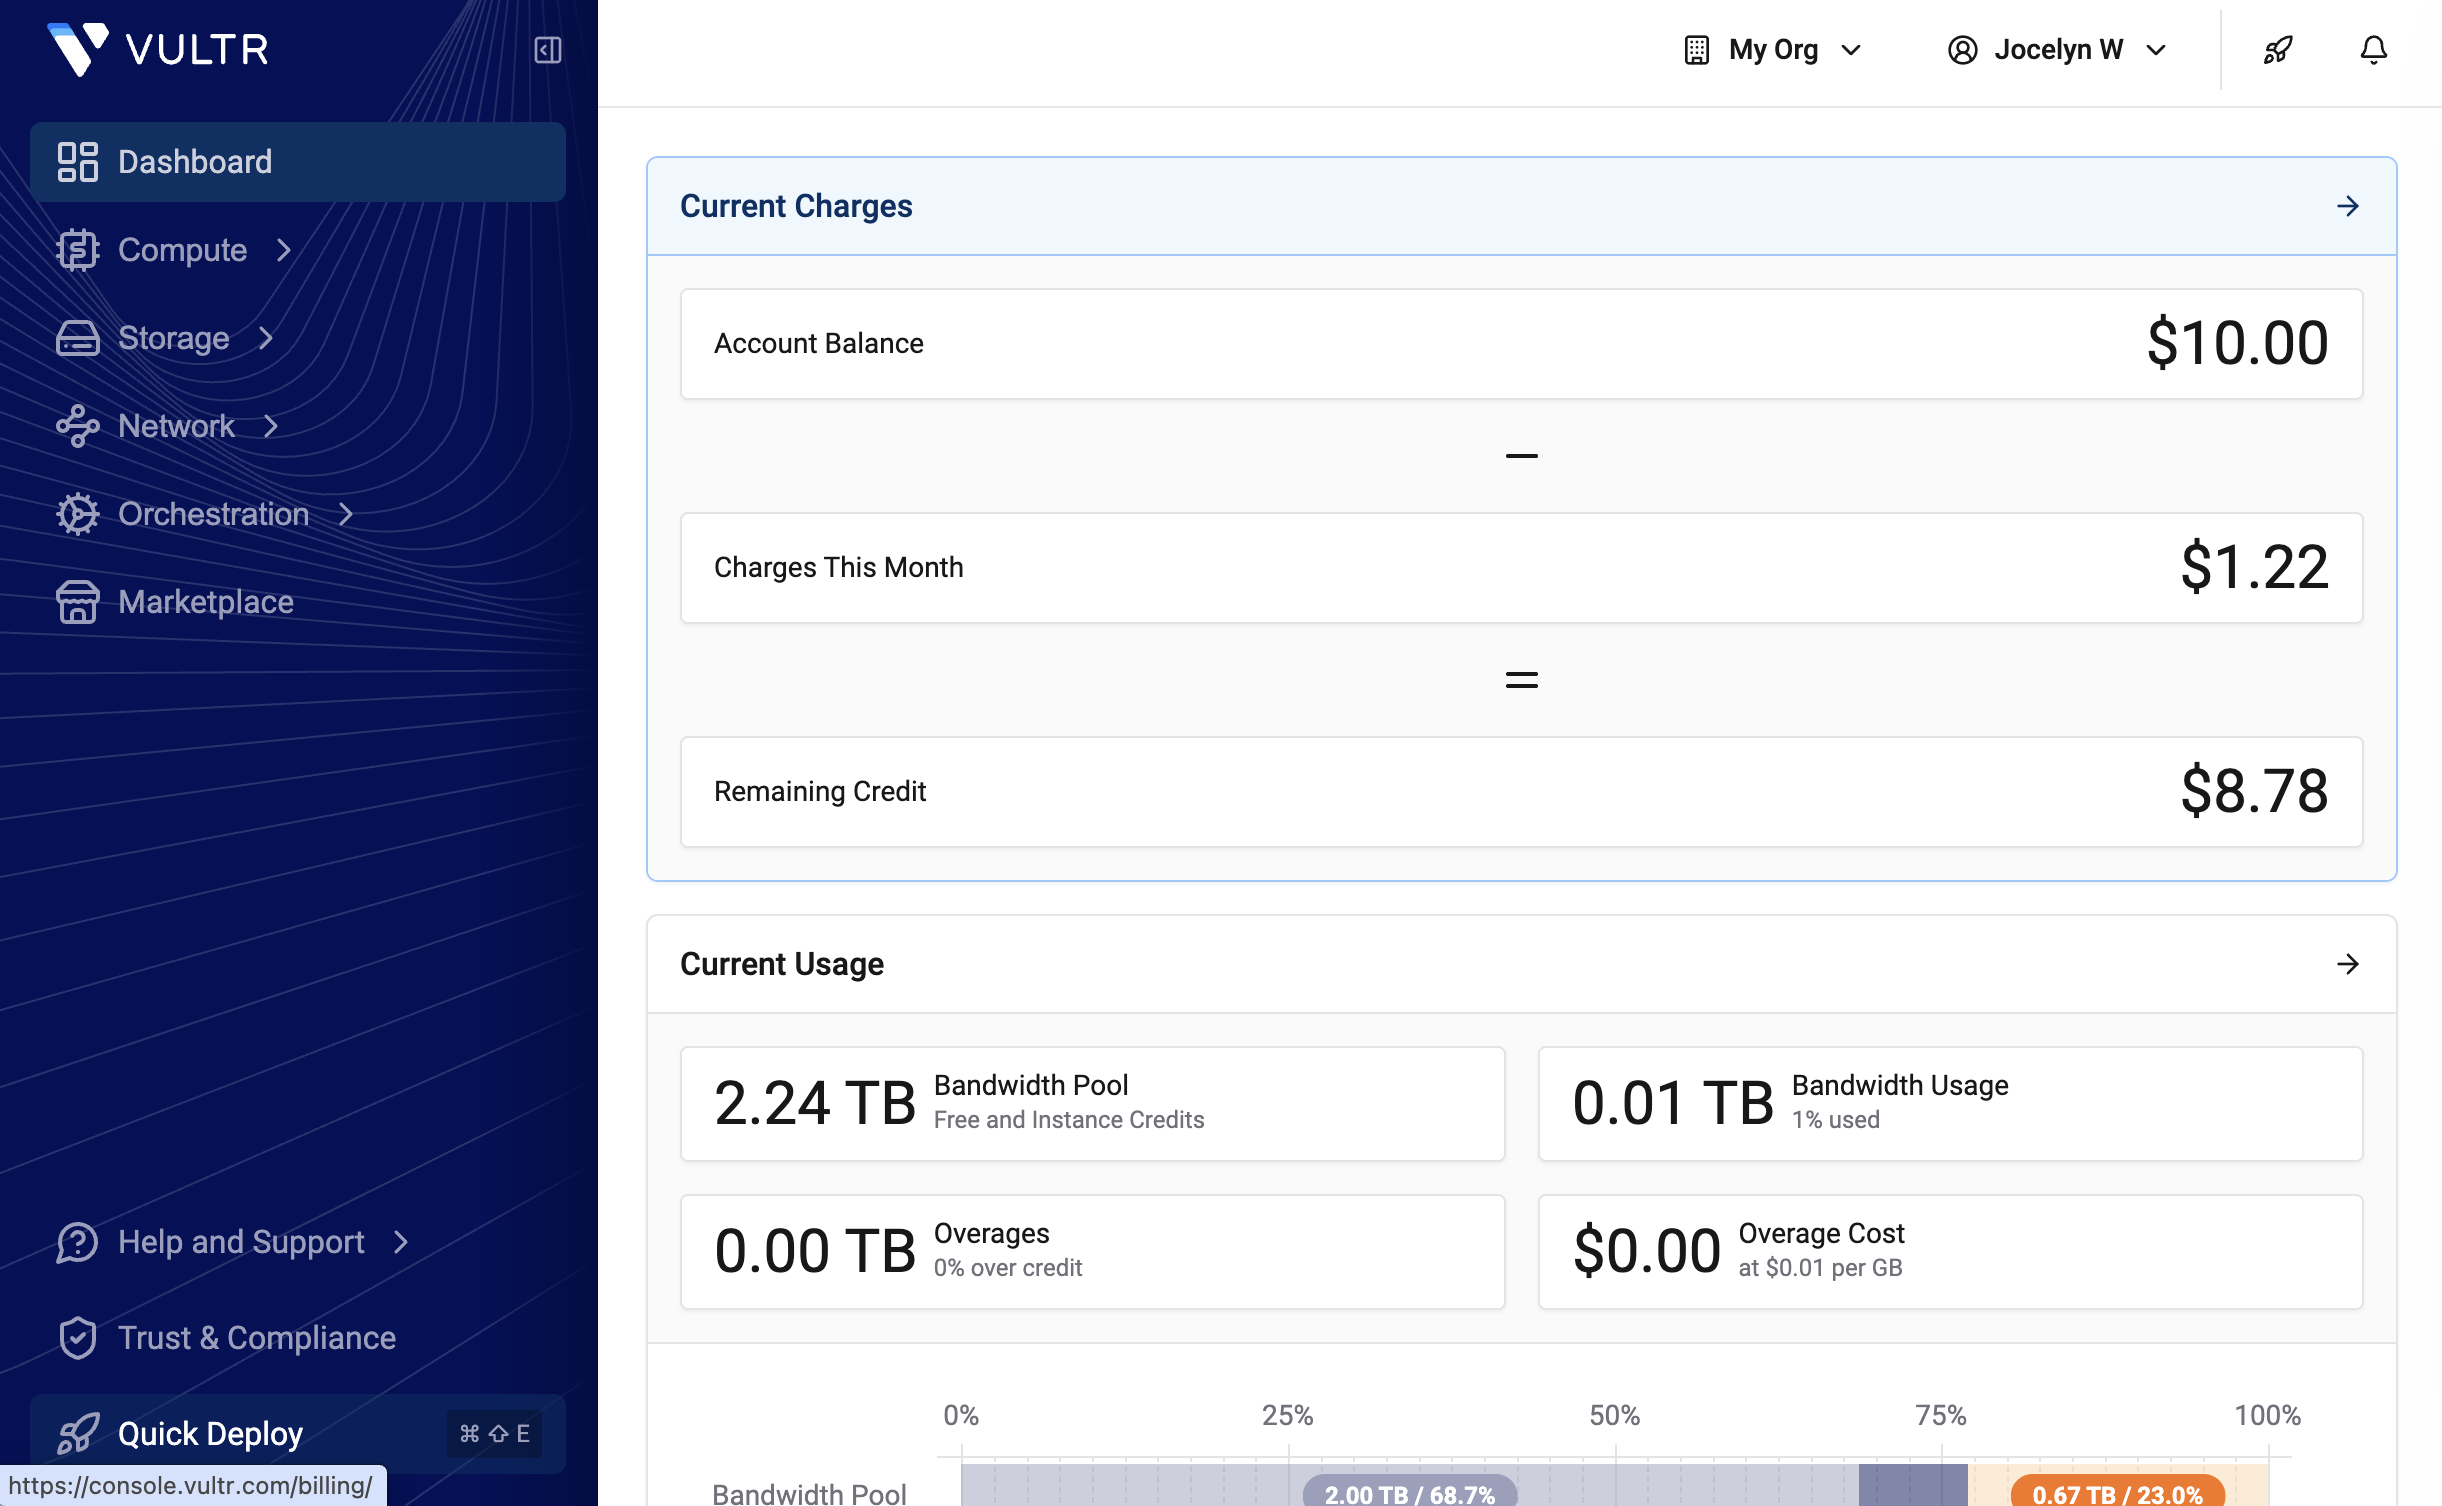 VULTR
My Org
Jocelyn W
Dashboard
Compute
Storage
Network
Orchestration
Marketplace
Help and Support
Trust & Compliance
Quick Deploy ⌘ ⇧ E
https://console.vultr.com/billing/
Current Charges
Account Balance $10.00
–
Charges This Month $1.22
=
Remaining Credit $8.78
Current Usage
2.24 TB Bandwidth Pool
Free and Instance Credits
0.01 TB Bandwidth Usage
1% used
0.00 TB Overages
0% over credit
$0.00 Overage Cost
at $0.01 per GB
0% 25% 50% 75% 100%
Bandwidth Pool 2.00 TB / 68.7% 0.67 TB / 23.0%